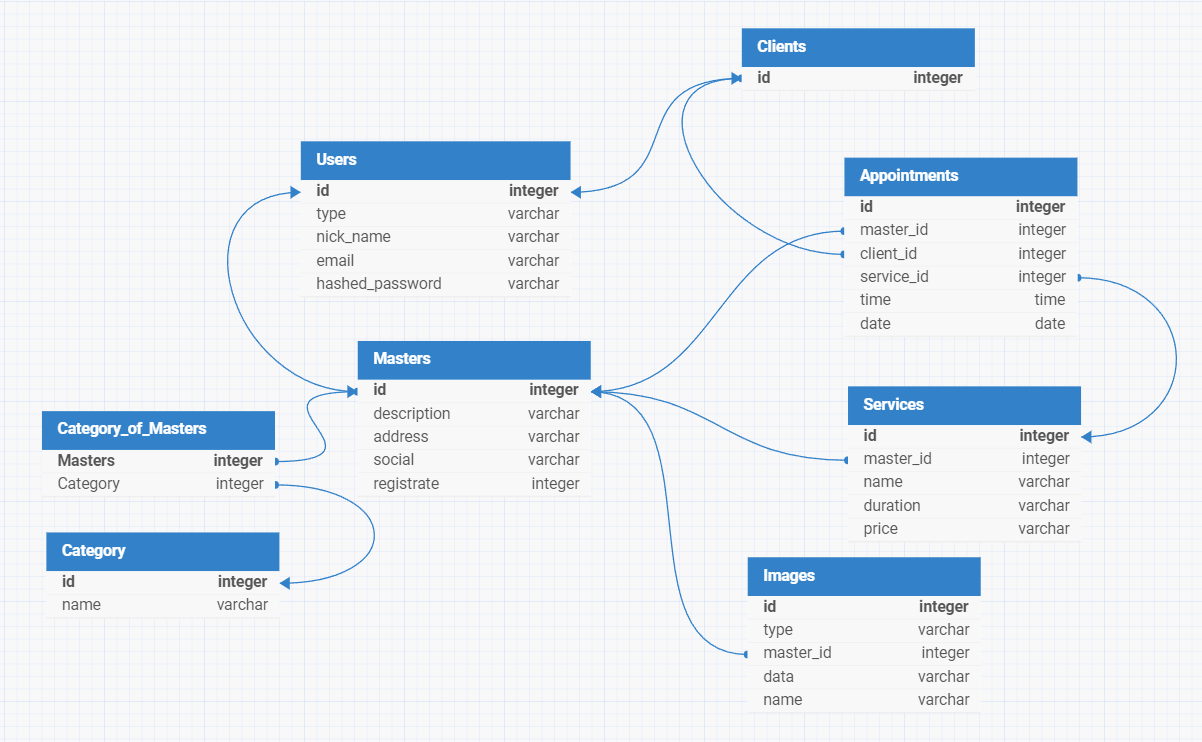 Clients
id integer
Users
id integer
type varchar
nick_name varchar
email varchar
hashed_password varchar
Appointments
id integer
master_id integer
client_id integer
service_id integer
time time
date date
Masters
id integer
description varchar
address varchar
social varchar
registrate integer
Category_of_Masters
Masters integer
Category integer
Services
id integer
master_id integer
name varchar
duration varchar
price varchar
Category
id integer
name varchar
Images
id integer
type varchar
master_id integer
data varchar
name varchar